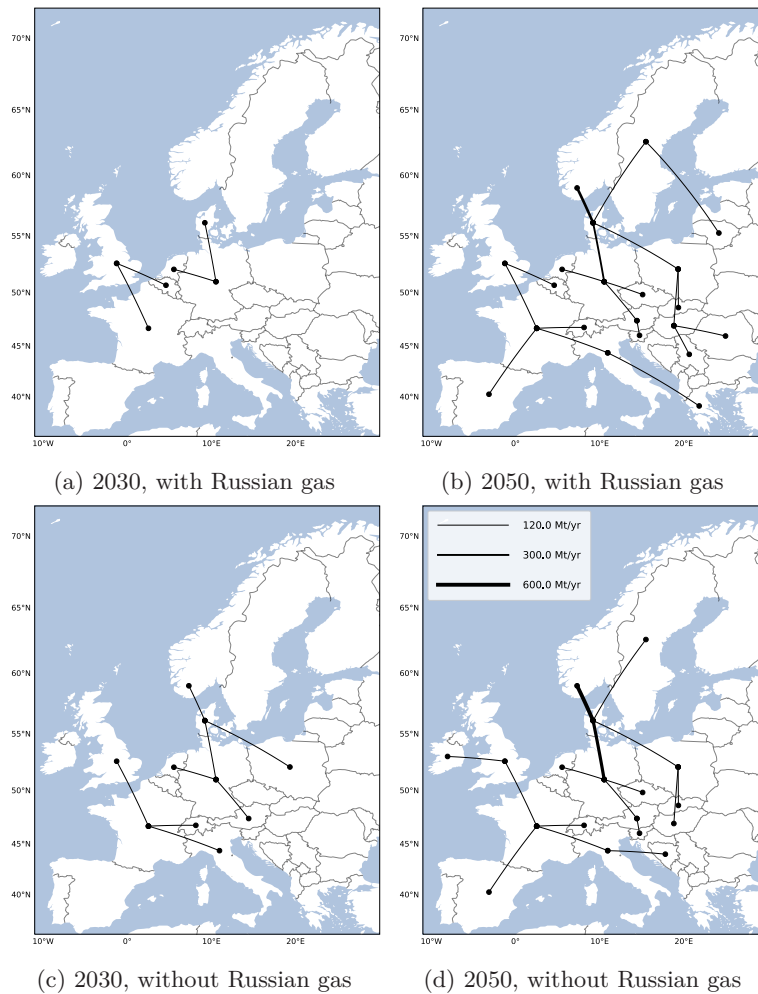 70°N
70°N
65°N
65°N
60°N
60°N
55°N
55°N
50°N
50°N
45°N
45°N
40°N
40°N
10°W 0° 10°E 20°E
10°W 0° 10°E 20°E
(a) 2030, with Russian gas
(b) 2050, with Russian gas
70°N
70°N
65°N
65°N
60°N
60°N
55°N
55°N
50°N
50°N
45°N
45°N
40°N
40°N
120.0 Mt/yr
300.0 Mt/yr
600.0 Mt/yr
10°W 0° 10°E 20°E
10°W 0° 10°E 20°E
(c) 2030, without Russian gas
(d) 2050, without Russian gas